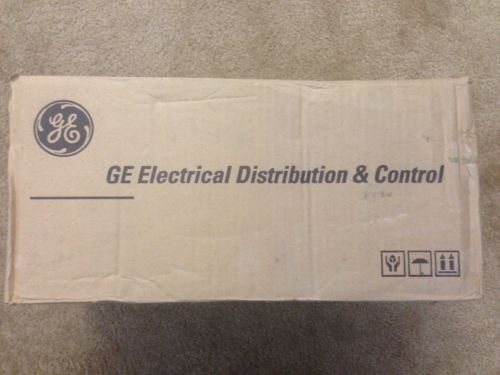 GE
GE Electrical Distribution & Control